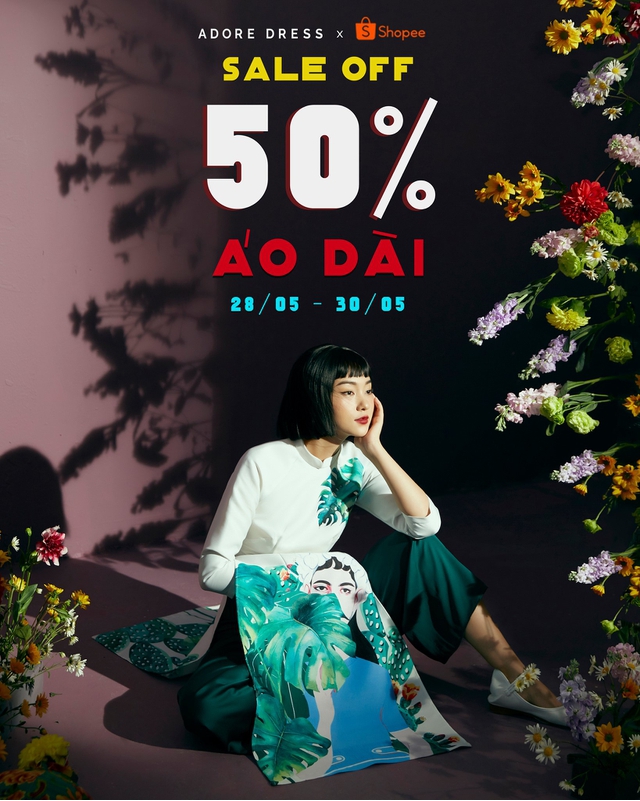 ADORE DRESS x Shopee
SALE OFF
50%
ÁO DÀI
28/05 - 30/05